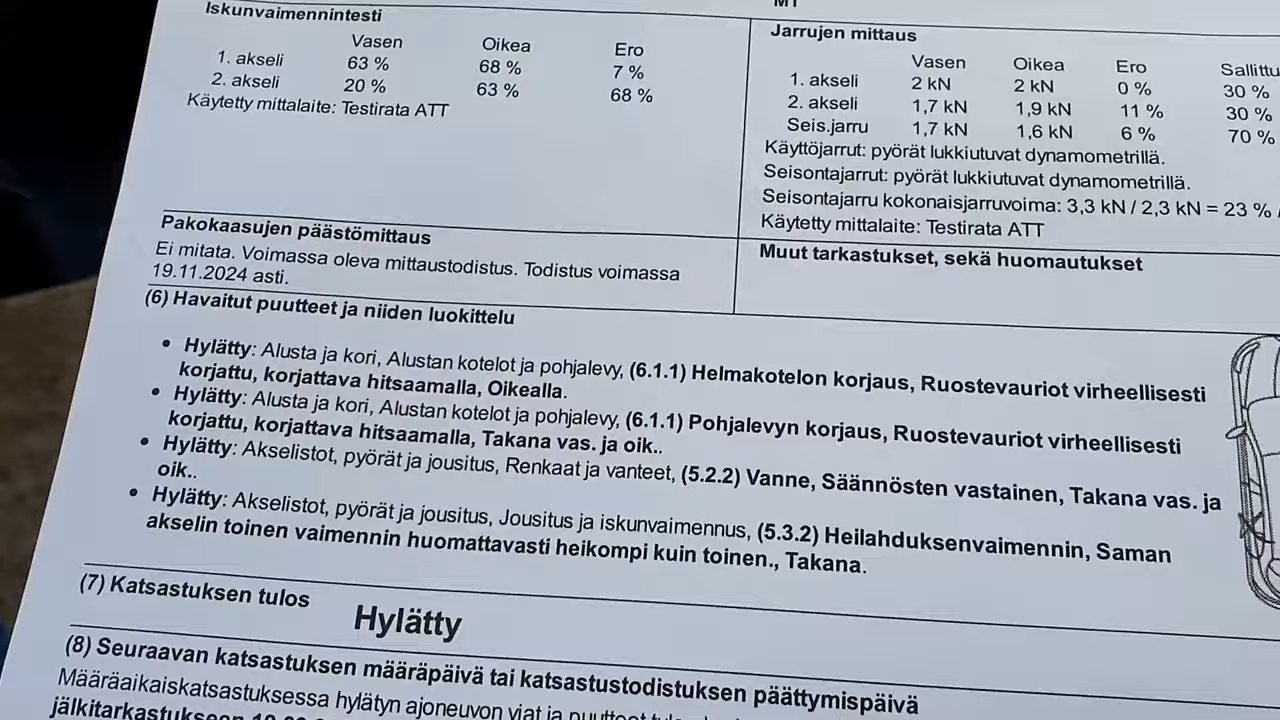 Iskunvaimennintesti
Vasen Oikea Ero
1. akseli 63 % 68 % 7 %
2. akseli 20 % 63 % 68 %
Käytetty mittalaite: Testirata ATT
Jarrujen mittaus
Vasen Oikea Ero Sallittu
1. akseli 2 kN 2 kN 0 % 30 %
2. akseli 1,7 kN 1,9 kN 11 % 30 %
Seis.jarru 1,7 kN 1,6 kN 6 % 70 %
Käyttöjarrut: pyörät lukkiutuvat dynamometrillä.
Seisontajarrut: pyörät lukkiutuvat dynamometrillä.
Seisontajarru kokonaisjarruvoima: 3,3 kN / 2,3 kN = 23 %
Käytetty mittalaite: Testirata ATT
Pakokaasujen päästömittaus
Ei mitata. Voimassa oleva mittaustodistus. Todistus voimassa
19.11.2024 asti.
Muut tarkastukset, sekä huomautukset
(6) Havaitut puutteet ja niiden luokittelu
• Hylätty: Alusta ja kori, Alustan kotelot ja pohjalevy, (6.1.1) Helmakotelon korjaus, Ruostevauriot virheellisesti
korjattu, korjattava hitsaamalla, Oikealla.
• Hylätty: Alusta ja kori, Alustan kotelot ja pohjalevy, (6.1.1) Pohjalevyn korjaus, Ruostevauriot virheellisesti
korjattu, korjattava hitsaamalla, Takana vas. ja oik..
• Hylätty: Akselistot, pyörät ja jousitus, Renkaat ja vanteet, (5.2.2) Vanne, Säännösten vastainen, Takana vas. ja
oik..
• Hylätty: Akselistot, pyörät ja jousitus, Jousitus ja iskunvaimennus, (5.3.2) Heilahduksenvaimennin, Saman
akselin toinen vaimennin huomattavasti heikompi kuin toinen., Takana.
(7) Katsastuksen tulos Hylätty
(8) Seuraavan katsastuksen määräpäivä tai katsastustodistuksen päättymispäivä
Määräaikaiskatsastuksessa hylätyn ajoneuvon viat ja puutteet
jälkitarkastukseen